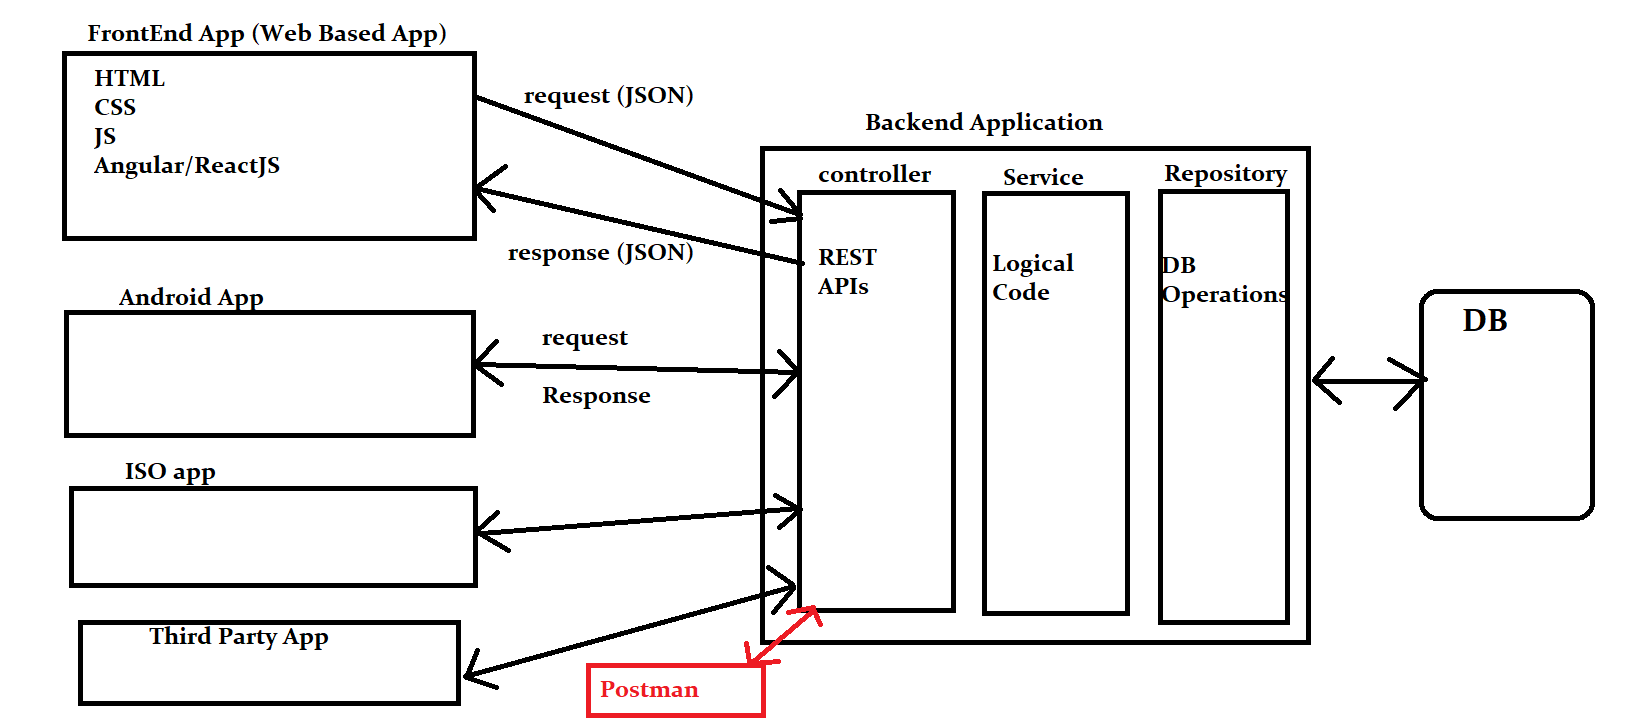 FrontEnd App (Web Based App)
HTML
CSS
JS
Angular/ReactJS
request (JSON)
response (JSON)
Android App
request
Response
ISO app
Third Party App
Postman
Backend Application
controller
REST
APIs
Service
Logical
Code
Repository
DB
Operations
DB